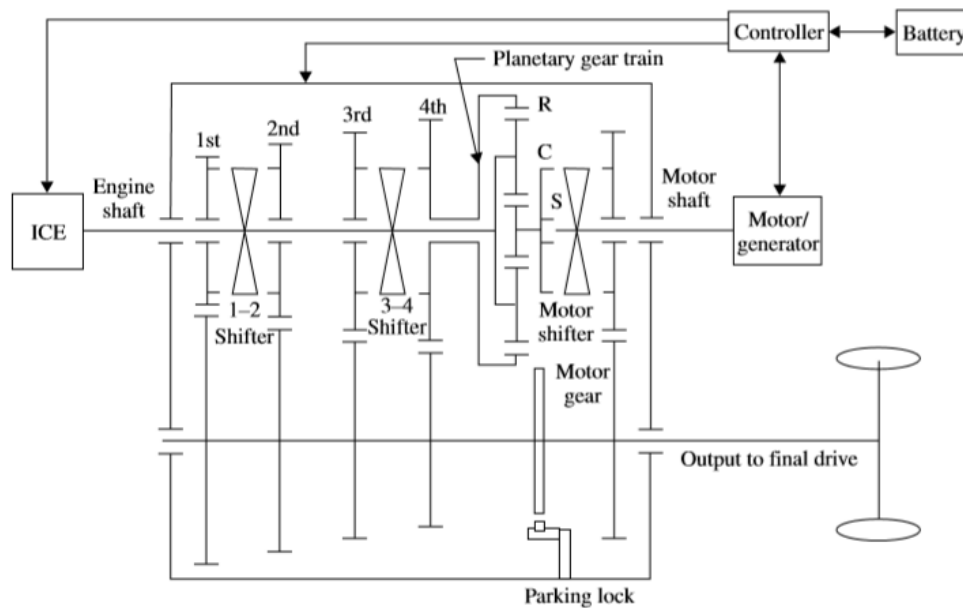 Controller
Battery
Planetary gear train
R
4th
3rd
2nd
1st
C
Engine
shaft
S
Motor
shaft
ICE
Motor/
generator
1–2
Shifter
3–4
Shifter
Motor
shifter
Motor
gear
Output to final drive
Parking lock